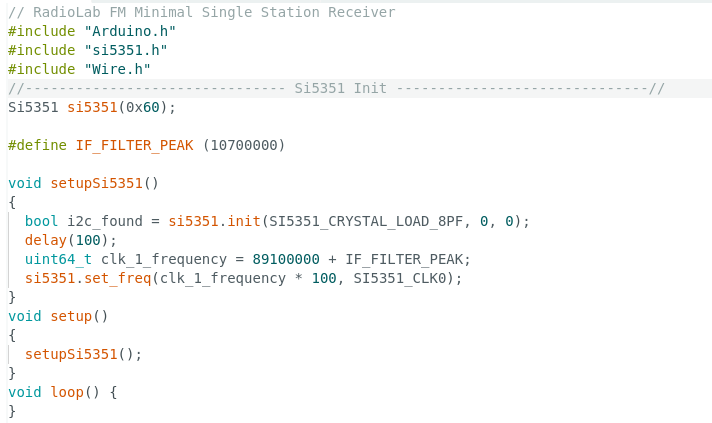 // RadioLab FM Minimal Single Station Receiver
#include "Arduino.h"
#include "si5351.h"
#include "Wire.h"
//------------------------------- Si5351 Init ------------------------------//
Si5351 si5351(0x60);
#define IF_FILTER_PEAK (10700000)
void setupSi5351()
{
  bool i2c_found = si5351.init(SI5351_CRYSTAL_LOAD_8PF, 0, 0);
  delay(100);
  uint64_t clk_1_frequency = 89100000 + IF_FILTER_PEAK;
  si5351.set_freq(clk_1_frequency * 100, SI5351_CLK0);
}
void setup()
{
  setupSi5351();
}
void loop() {
}